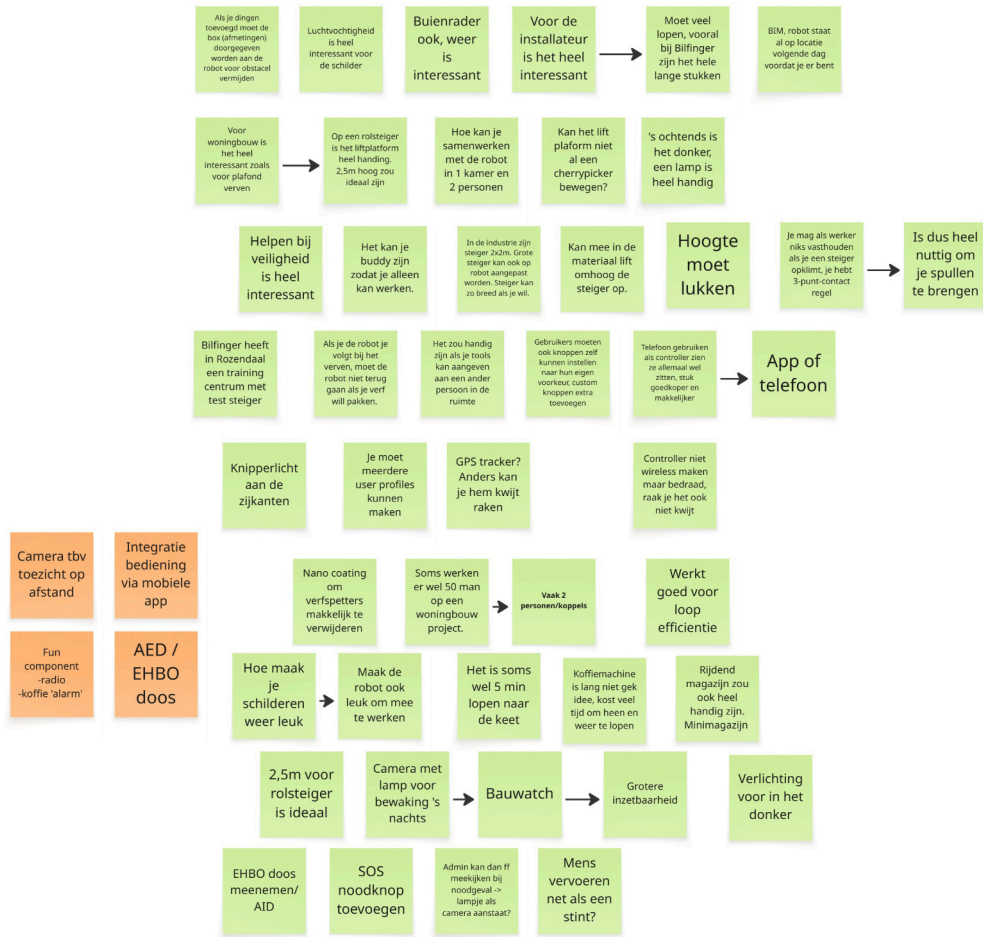 Als je dingen
toevoegd moet de
box (afmetingen)
doorgegeven
worden aan de
robot voor obstacel
vermijden
Luchtvochtigheid
is heel
interessant voor
de schilder
Buienrader
ook, weer
is
interessant
Voor de
installateur
is het heel
interessant
Moet veel
lopen, vooral
bij Bilfinger
zijn het hele
lange stukken
BIM, robot staat
al op locatie
volgende dag
voordat je er bent
Voor
woningbouw is
het heel
interessant zoals
voor plafond
verven
Op een rolsteiger
is het liftplatform
heel handing.
2,5m hoog zou
ideaal zijn
Hoe kan je
samenwerken
met de robot
in 1 kamer en
2 personen
Kan het lift
plaform niet
al een
cherrypicker
bewegen?
's ochtends is
het donker,
een lamp is
heel handig
Helpen bij
veiligheid
is heel
interessant
Het kan je
buddy zijn
zodat je alleen
kan werken.
In de industrie zijn
steiger 2x2m. Grote
steiger kan ook op
robot aangepast
worden. Steiger kan
zo breed als je wil.
Kan mee in de
materiaal lift
omhoog de
steiger op.
Hoogte
moet
lukken
Je mag als werker
niks vasthouden
als je een steiger
opklimt, je hebt
3-punt-contact
regel
Is dus heel
nuttig om
je spullen
te brengen
Bilfinger heeft
in Rozendaal
een training
centrum met
test steiger
Als je de robot je
volgt bij het
verven, moet de
robot niet terug
gaan als je verf
will pakken.
Het zou handig
zijn als je tools
kan aangeven
aan een ander
persoon in de
ruimte
Gebruikers moeten
ook knoppen zelf
kunnen instellen
naar hun eigen
voorkeur, custom
knoppen extra
toevoegen
Telefoon gebruiken
als controller zien
ze allemaal wel
zitten, stuk
goedkoper en
makkelijker
App of
telefoon
Knipperlicht
aan de
zijkanten
Je moet
meerdere
user profiles
kunnen
maken
GPS tracker?
Anders kan
je hem kwijt
raken
Controller niet
wireless maken
maar bedraad,
raak je het ook
niet kwijt
Camera tbv
toezicht op
afstand
Integratie
bediening
via mobiele
app
Nano coating
om
verfspetters
makkelijk te
verwijderen
Soms werken
er wel 50 man
op een
woningbouw
project.
Vaak 2
personen/koppels
Werkt
goed voor
loop
efficientie
Fun
component
-radio
-koffie 'alarm'
AED /
EHBO
doos
Hoe maak
je
schilderen
weer leuk
Maak de
robot ook
leuk om mee
te werken
Het is soms
wel 5 min
lopen naar
de keet
Koffiemachine
is lang niet gek
idee, kost veel
tijd om heen en
weer te lopen
Rijdend
magazijn zou
ook heel
handig zijn.
Minimagazijn
2,5m voor
rolsteiger
is ideaal
Camera met
lamp voor
bewaking 's
nachts
Bauwatch
Grotere
inzetbaarheid
Verlichting
voor in het
donker
EHBO doos
meenemen/
AID
SOS
noodknop
toevoegen
Admin kan dan ff
meekijken bij
noodgeval ->
lampje als
camera aanstaat?
Mens
vervoeren
net als een
stint?